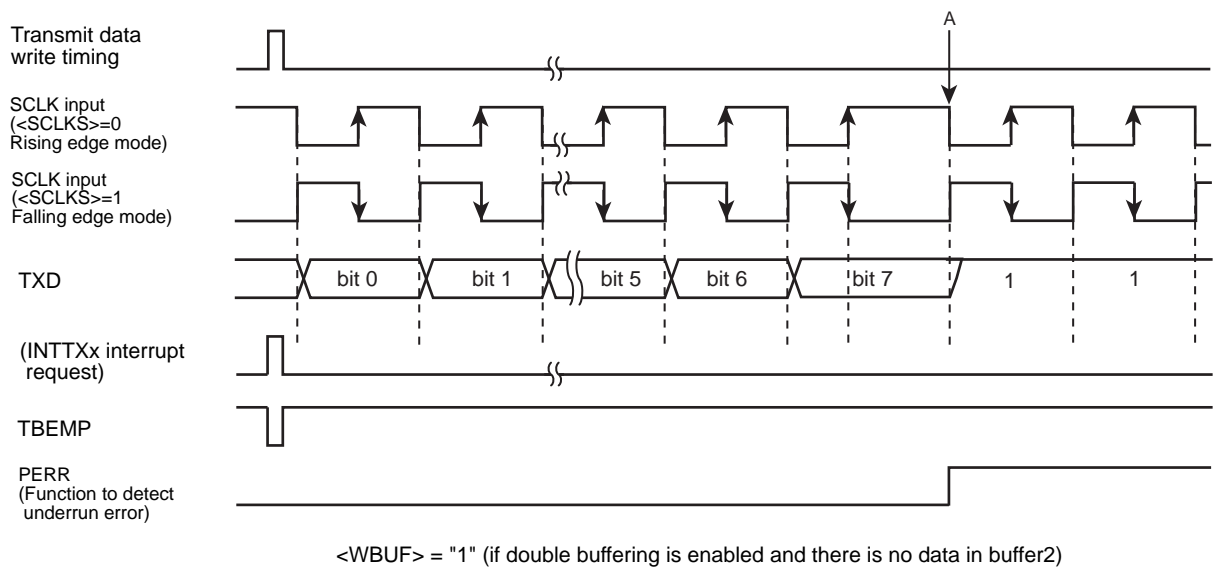 A
Transmit data
write timing
SCLK input
(<SCLKS>=0
Rising edge mode)
SCLK input
(<SCLKS>=1
Falling edge mode)
TXD
bit 0
bit 1
bit 5
bit 6
bit 7
1
1
(INTTXx interrupt
request)
TBEMP
PERR
(Function to detect
underrun error)
<WBUF> = "1" (if double buffering is enabled and there is no data in buffer2)